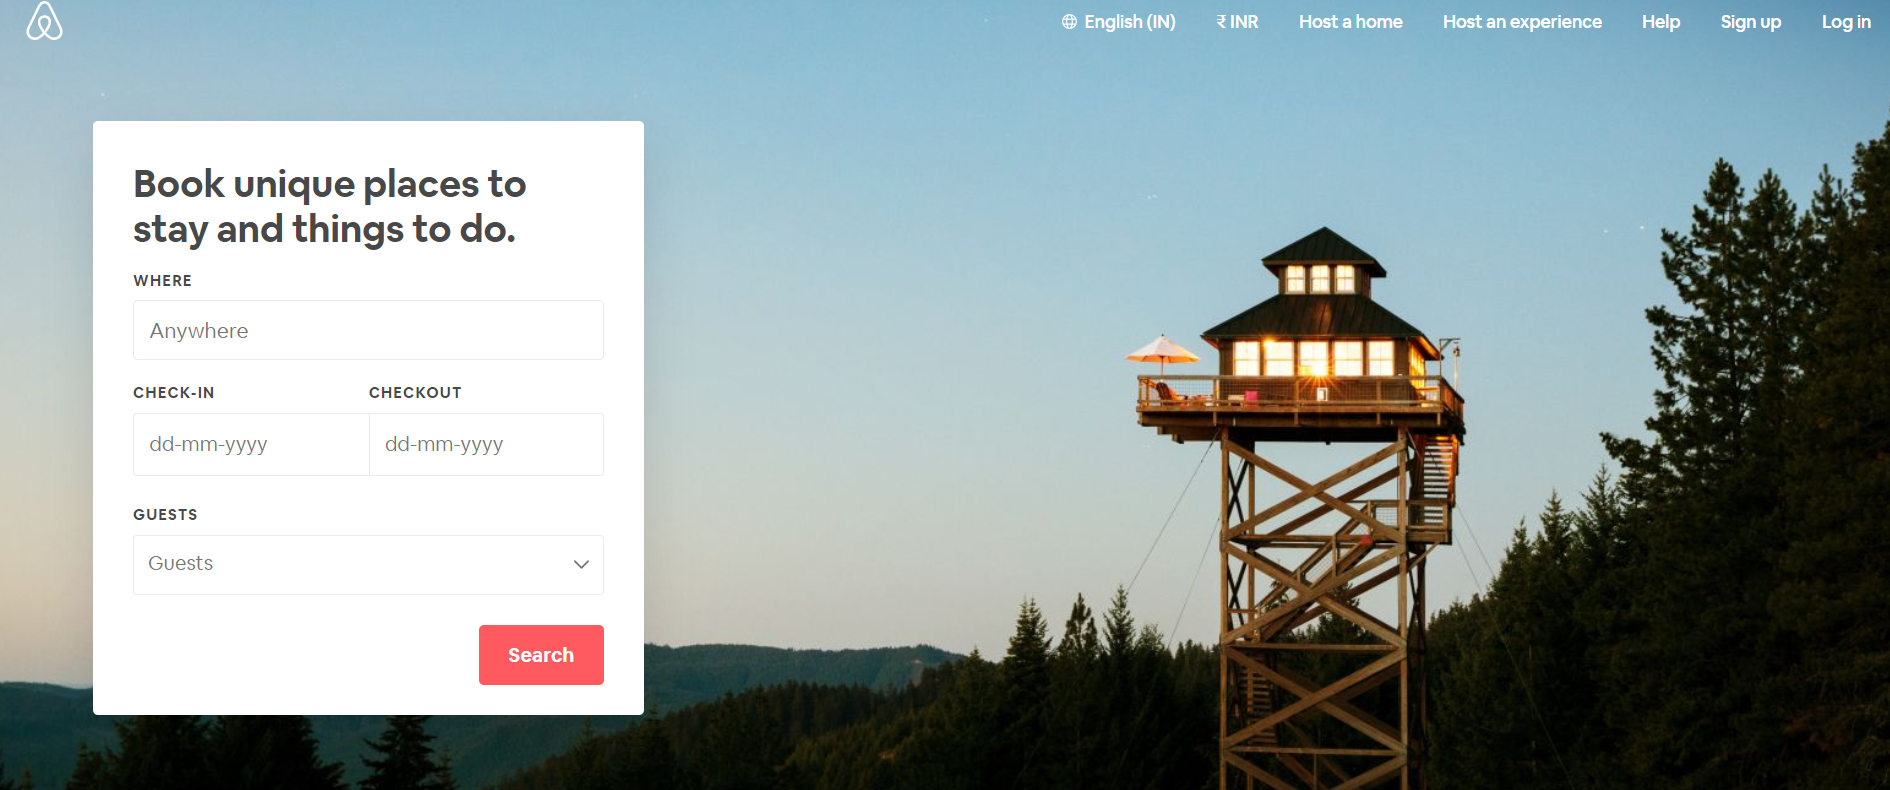 English (IN)
₹ INR
Host a home
Host an experience
Help
Sign up
Log in
Book unique places to
stay and things to do.
WHERE
Anywhere
CHECK-IN
CHECKOUT
dd-mm-yyyy
dd-mm-yyyy
GUESTS
Guests
Search